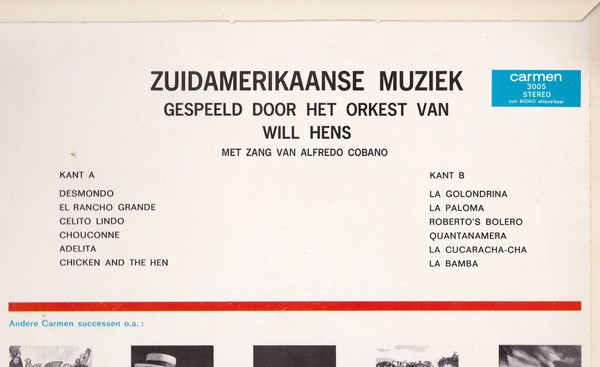 ZUIDAMERIKAANSE MUZIEK
GESPEELD DOOR HET ORKEST VAN
WILL HENS
MET ZANG VAN ALFREDO COBANO
carmen
3005
STEREO
ook MONO afspeelbaar
KANT A
DESMONDO
EL RANCHO GRANDE
CELITO LINDO
CHOUCONNE
ADELITA
CHICKEN AND THE HEN
KANT B
LA GOLONDRINA
LA PALOMA
ROBERTO'S BOLERO
QUANTANAMERA
LA CUCARACHA-CHA
LA BAMBA
Andere Carmen successen o.a. :